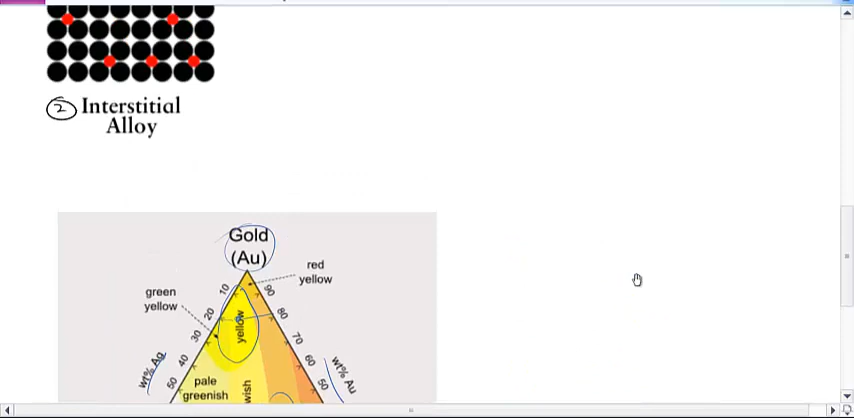 ② Interstitial
Alloy
Gold
(Au)
red
yellow
green
yellow
10
90
20
80
yellow
30
70
40
60
50
50
wt% Ag
wt% Au
pale
greenish
wish